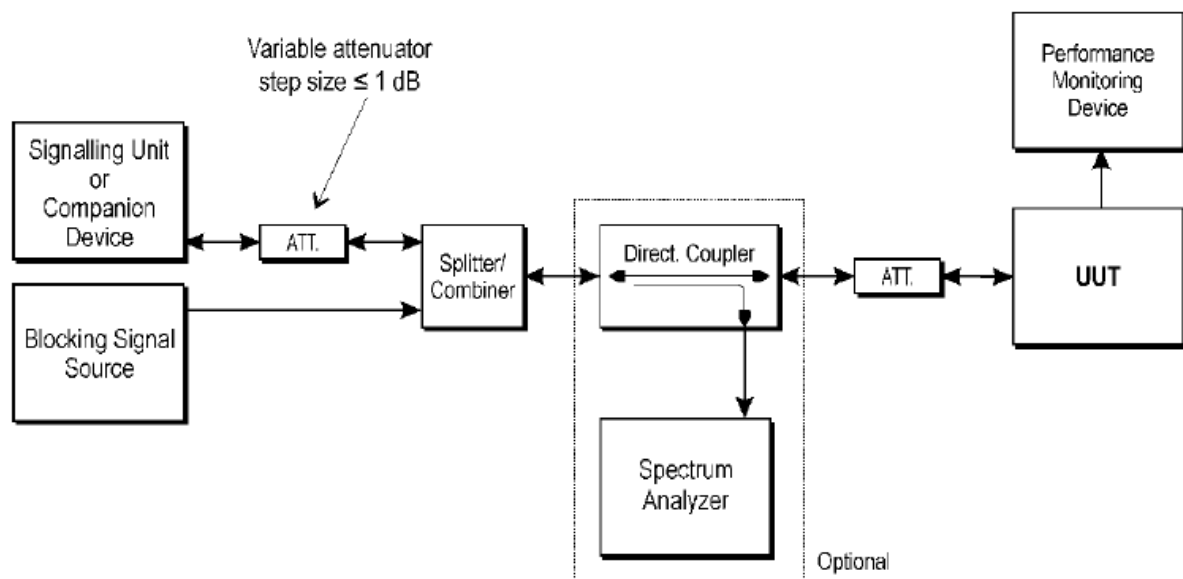 Variable attenuator
step size ≤ 1 dB
Performance
Monitoring
Device
Signalling Unit
or
Companion
Device
ATT.
Splitter/
Combiner
Direct. Coupler
ATT.
UUT
Blocking Signal
Source
Spectrum
Analyzer
Optional